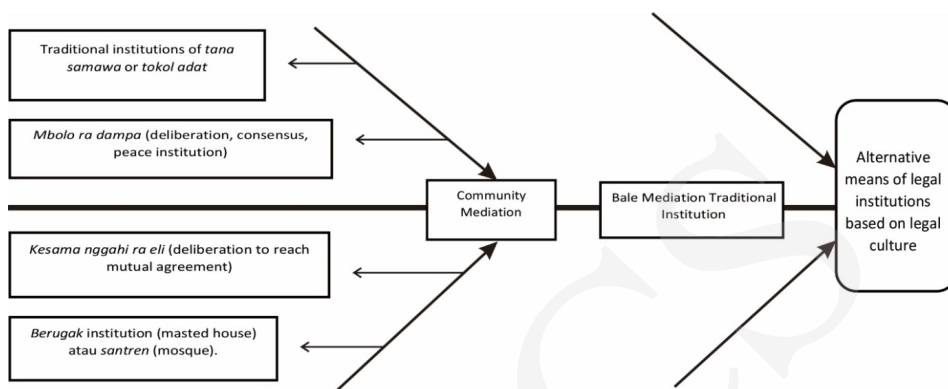 Traditional institutions of tana
samawa or tokol adat
Mbolo ra dampa (deliberation, consensus,
peace institution)
Kesama nggahi ra eli (deliberation to reach
mutual agreement)
Berugak institution (masted house)
atau santren (mosque).
Community
Mediation
Bale Mediation Traditional
Institution
Alternative
means of legal
institutions
based on legal
culture
CS